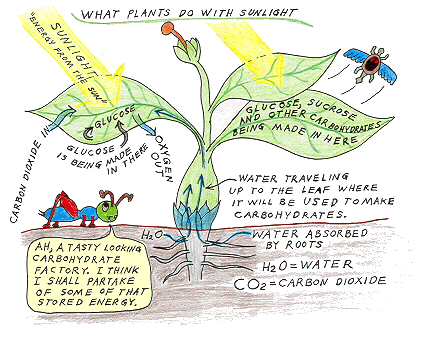 WHAT PLANTS DO WITH SUNLIGHT
SUNLIGHT
"ENERGY FROM THE SUN"
CARBON DIOXIDE IN
GLUCOSE
GLUCOSE
IS BEING MADE
IN THERE
OXYGEN
OUT
GLUCOSE, SUCROSE
AND OTHER CARBOHYDRATES
BEING MADE IN HERE
WATER TRAVELING
UP TO THE LEAF WHERE
IT WILL BE USED TO MAKE
CARBOHYDRATES.
H2O
WATER ABSORBED
BY ROOTS
H2O = WATER
CO2 = CARBON DIOXIDE
AH, A TASTY LOOKING
CARBOHYDRATE
FACTORY. I THINK
I SHALL PARTAKE
OF SOME OF THAT
STORED ENERGY.